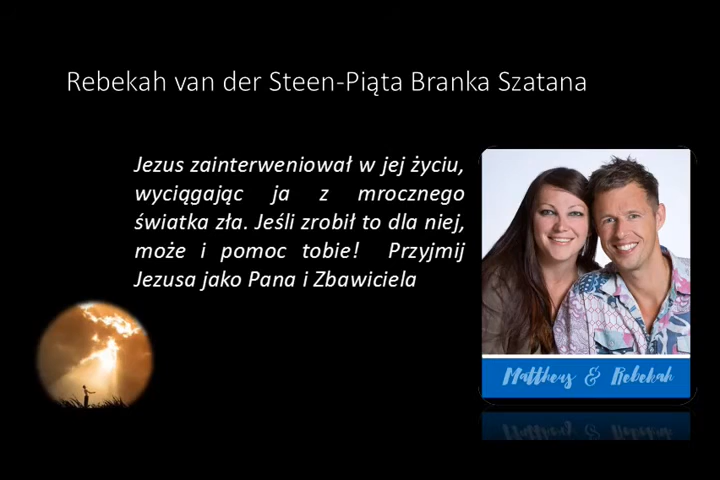 Rebekah van der Steen-Piąta Branka Szatana
Jezus zainterweniował w jej życiu,
wyciągając ja z mrocznego
światka zła. Jeśli zrobił to dla niej,
może i pomoc tobie! Przyjmij
Jezusa jako Pana i Zbawiciela
Mattheus & Rebekah